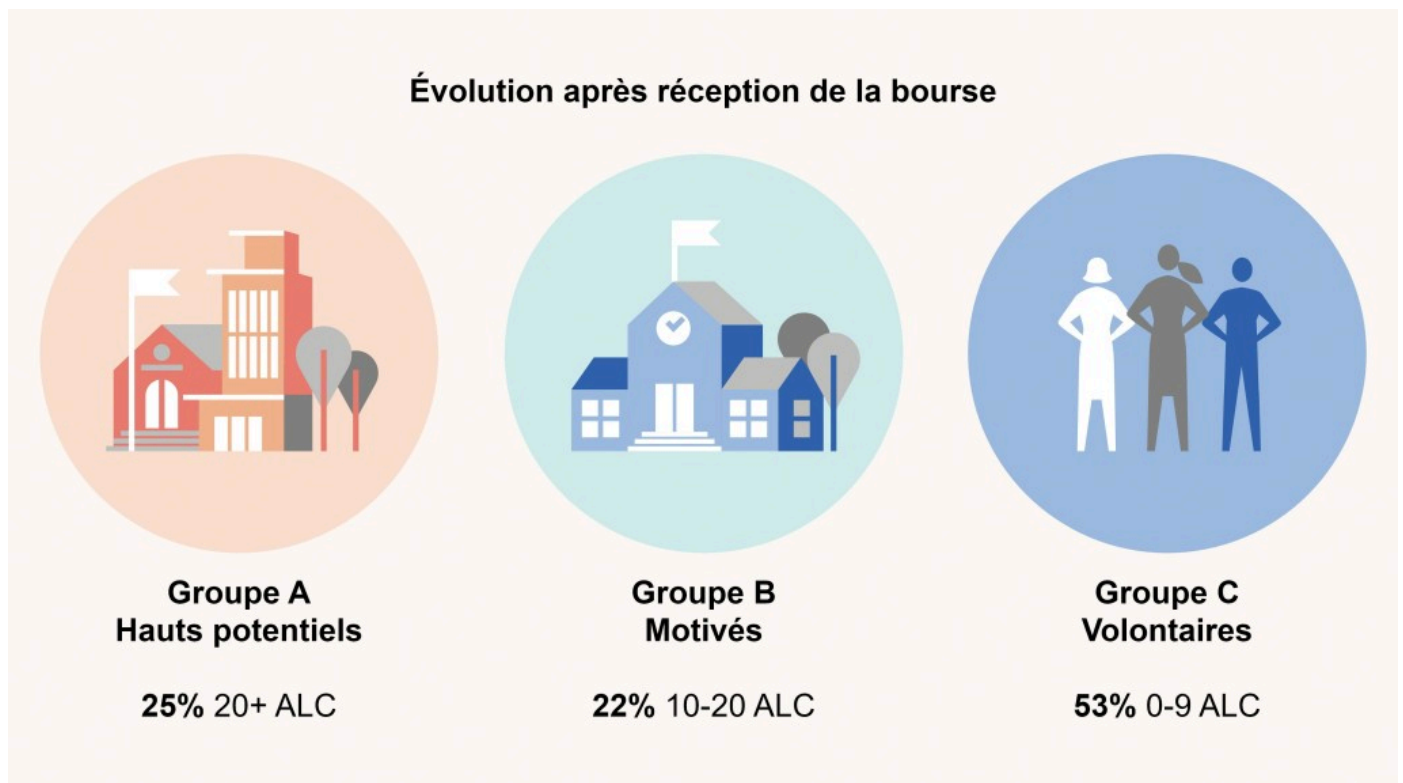 Évolution après réception de la bourse
Groupe A
Hauts potentiels
25% 20+ ALC
Groupe B
Motivés
22% 10-20 ALC
Groupe C
Volontaires
53% 0-9 ALC